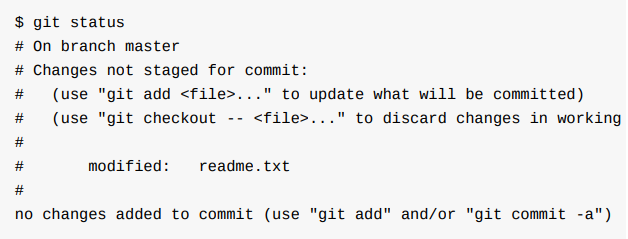 $ git status
# On branch master
# Changes not staged for commit:
#   (use "git add <file>..." to update what will be committed)
#   (use "git checkout -- <file>..." to discard changes in working
#
#       modified:   readme.txt
#
no changes added to commit (use "git add" and/or "git commit -a")